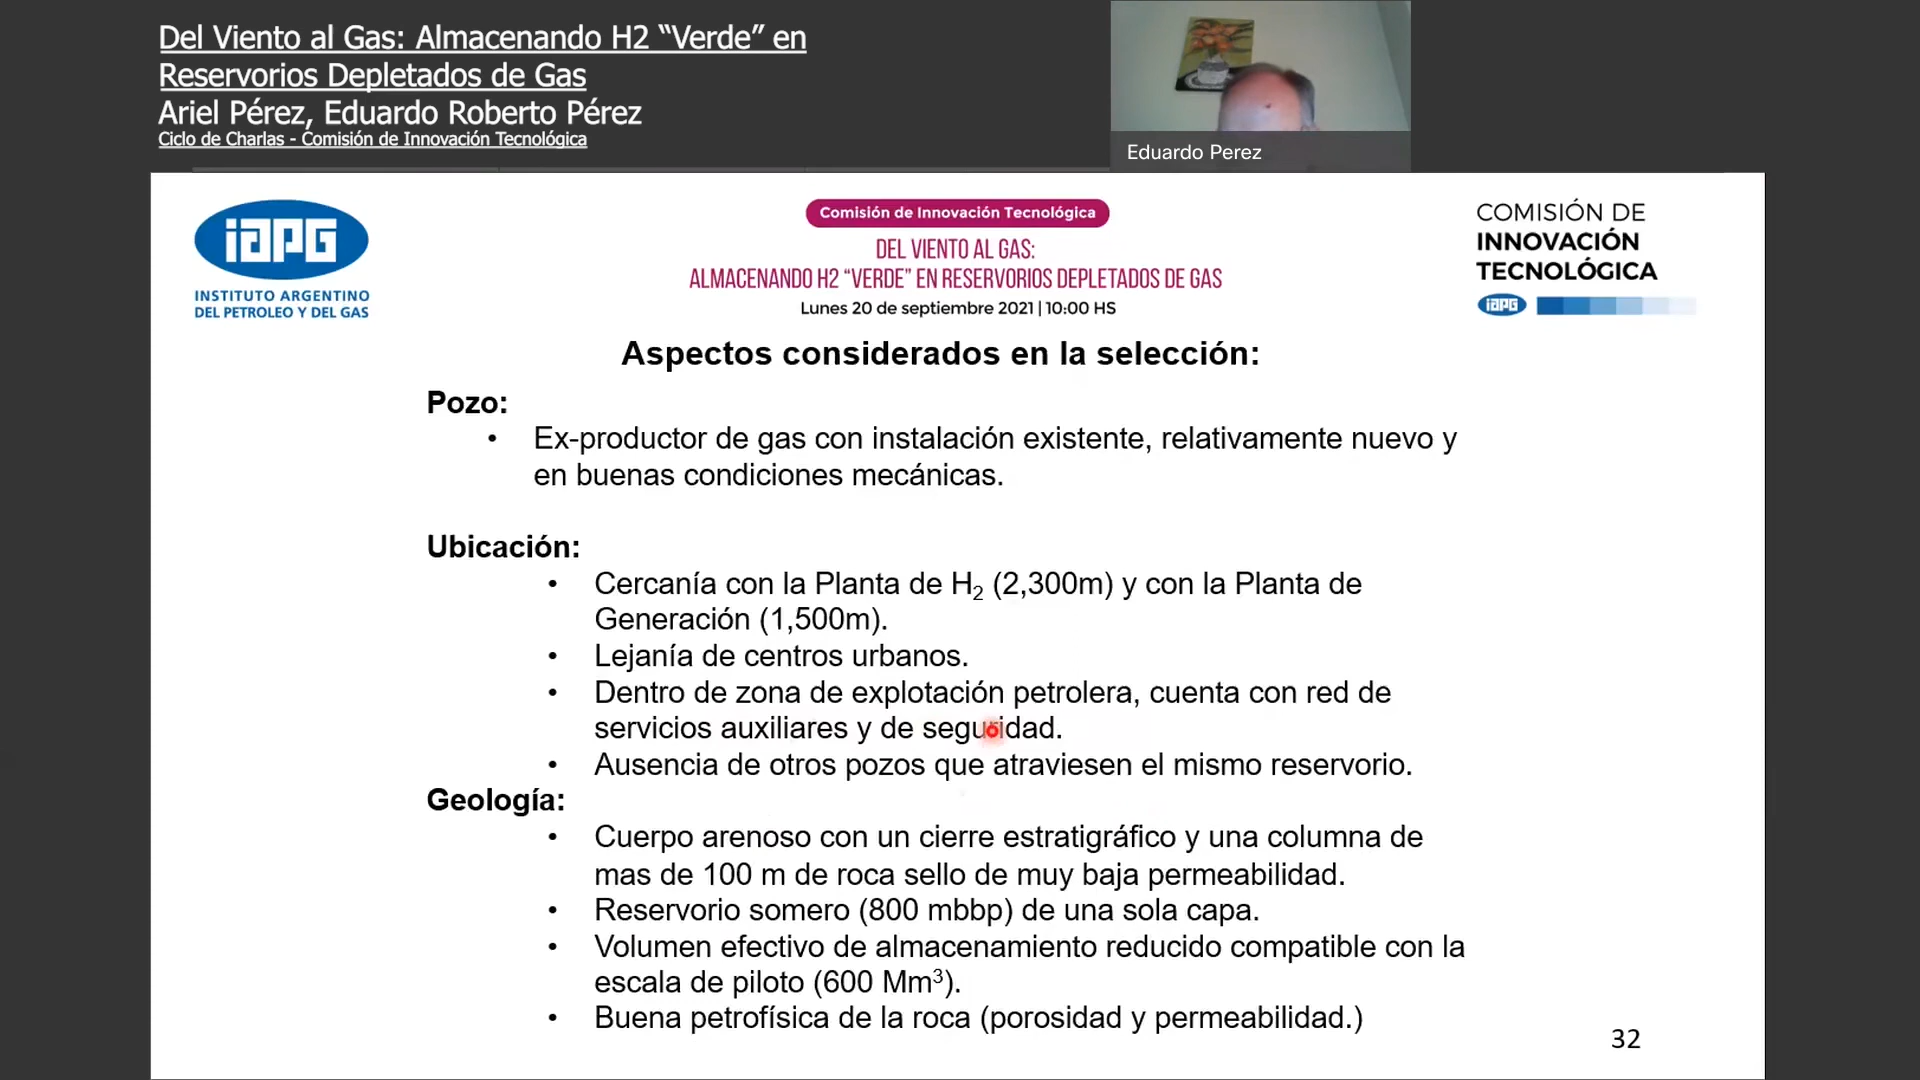 Del Viento al Gas: Almacenando H2 “Verde” en
Reservorios Depletados de Gas
Ariel Pérez, Eduardo Roberto Pérez
Ciclo de Charlas - Comisión de Innovación Tecnológica
Eduardo Perez
iapg
INSTITUTO ARGENTINO
DEL PETROLEO Y DEL GAS
Comisión de Innovación Tecnológica
DEL VIENTO AL GAS:
ALMACENANDO H2 “VERDE” EN RESERVORIOS DEPLETADOS DE GAS
Lunes 20 de septiembre 2021 | 10:00 HS
COMISIÓN DE
INNOVACIÓN
TECNOLÓGICA
iapg
Aspectos considerados en la selección:
Pozo:
• Ex-productor de gas con instalación existente, relativamente nuevo y
en buenas condiciones mecánicas.
Ubicación:
• Cercanía con la Planta de H₂ (2,300m) y con la Planta de
Generación (1,500m).
• Lejanía de centros urbanos.
• Dentro de zona de explotación petrolera, cuenta con red de
servicios auxiliares y de seguridad.
• Ausencia de otros pozos que atraviesen el mismo reservorio.
Geología:
• Cuerpo arenoso con un cierre estratigráfico y una columna de
mas de 100 m de roca sello de muy baja permeabilidad.
• Reservorio somero (800 mbbp) de una sola capa.
• Volumen efectivo de almacenamiento reducido compatible con la
escala de piloto (600 Mm³).
• Buena petrofísica de la roca (porosidad y permeabilidad.)
32